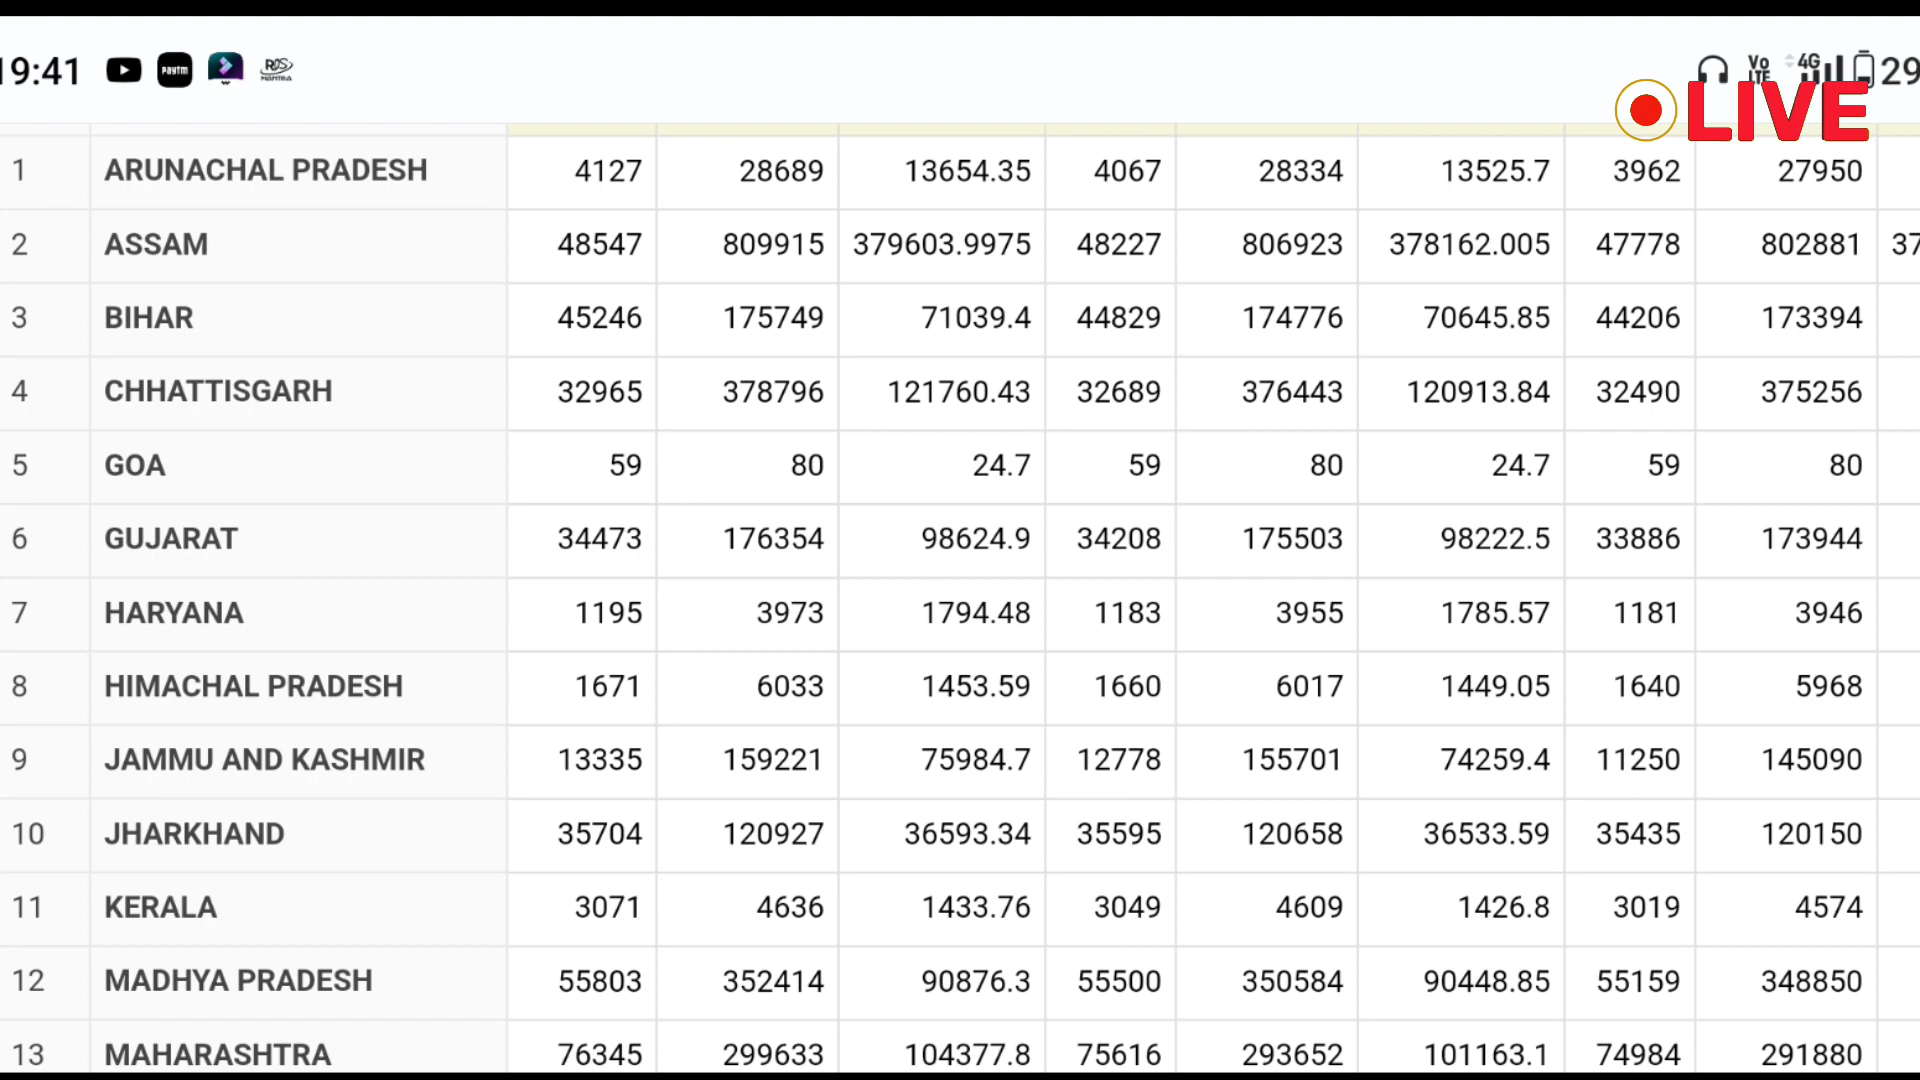 19:41 paytm RDS MANTRA Vo LTE 4G 29
LIVE
1 ARUNACHAL PRADESH 4127 28689 13654.35 4067 28334 13525.7 3962 27950
2 ASSAM 48547 809915 379603.9975 48227 806923 378162.005 47778 802881 37
3 BIHAR 45246 175749 71039.4 44829 174776 70645.85 44206 173394
4 CHHATTISGARH 32965 378796 121760.43 32689 376443 120913.84 32490 375256
5 GOA 59 80 24.7 59 80 24.7 59 80
6 GUJARAT 34473 176354 98624.9 34208 175503 98222.5 33886 173944
7 HARYANA 1195 3973 1794.48 1183 3955 1785.57 1181 3946
8 HIMACHAL PRADESH 1671 6033 1453.59 1660 6017 1449.05 1640 5968
9 JAMMU AND KASHMIR 13335 159221 75984.7 12778 155701 74259.4 11250 145090
10 JHARKHAND 35704 120927 36593.34 35595 120658 36533.59 35435 120150
11 KERALA 3071 4636 1433.76 3049 4609 1426.8 3019 4574
12 MADHYA PRADESH 55803 352414 90876.3 55500 350584 90448.85 55159 348850
13 MAHARASHTRA 76345 299633 104377.8 75616 293652 101163.1 74984 291880